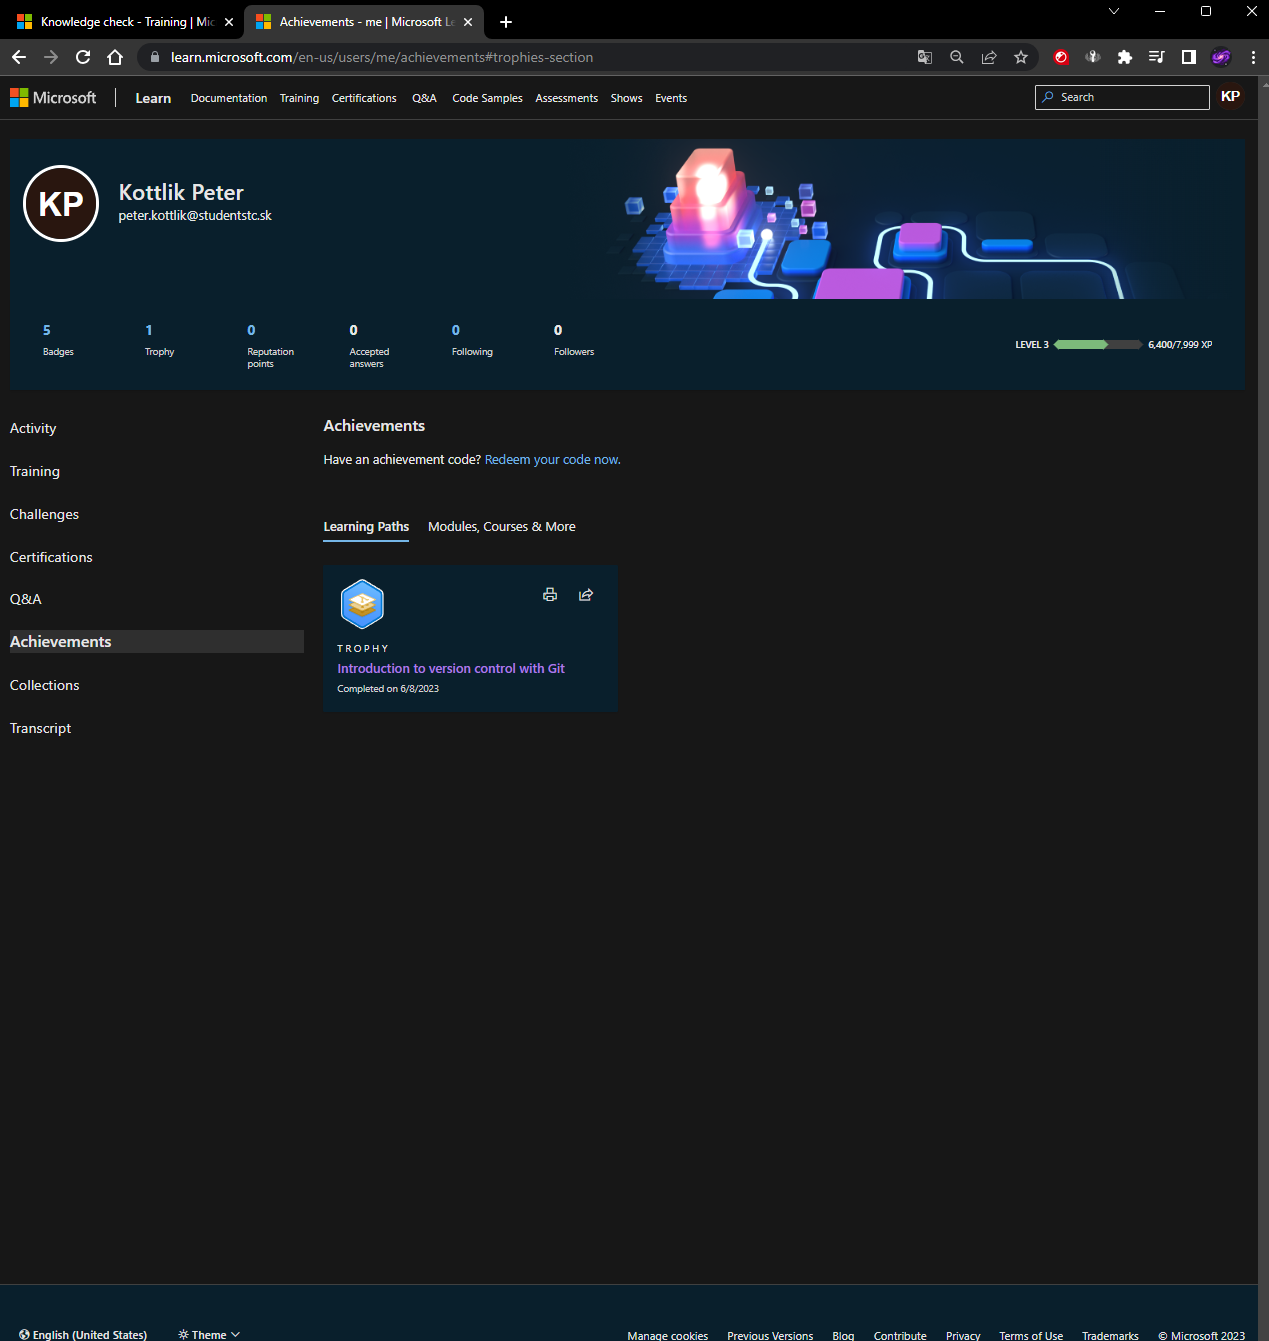 Knowledge check - Training | Mic
Achievements - me | Microsoft Le
learn.microsoft.com/en-us/users/me/achievements#trophies-section
Microsoft
Learn
Documentation
Training
Certifications
Q&A
Code Samples
Assessments
Shows
Events
Search
KP
KP
Kottlik Peter
peter.kottlik@studentstc.sk
5
Badges
1
Trophy
0
Reputation
points
0
Accepted
answers
0
Following
0
Followers
LEVEL 3
6,400/7,999 XP
Activity
Training
Challenges
Certifications
Q&A
Achievements
Collections
Transcript
Achievements
Have an achievement code? Redeem your code now.
Learning Paths
Modules, Courses & More
TROPHY
Introduction to version control with Git
Completed on 6/8/2023
English (United States)
Theme
Manage cookies
Previous Versions
Blog
Contribute
Privacy
Terms of Use
Trademarks
© Microsoft 2023